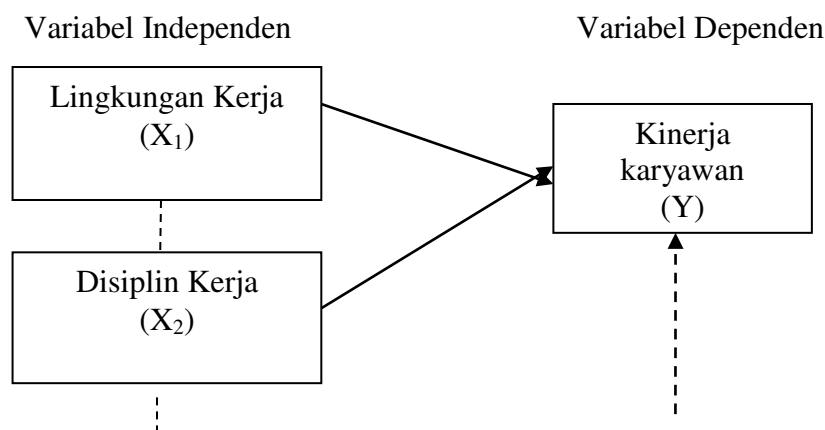 Variabel Independen
Variabel Dependen
Lingkungan Kerja
(X₁)
Kinerja
karyawan
(Y)
Disiplin Kerja
(X₂)